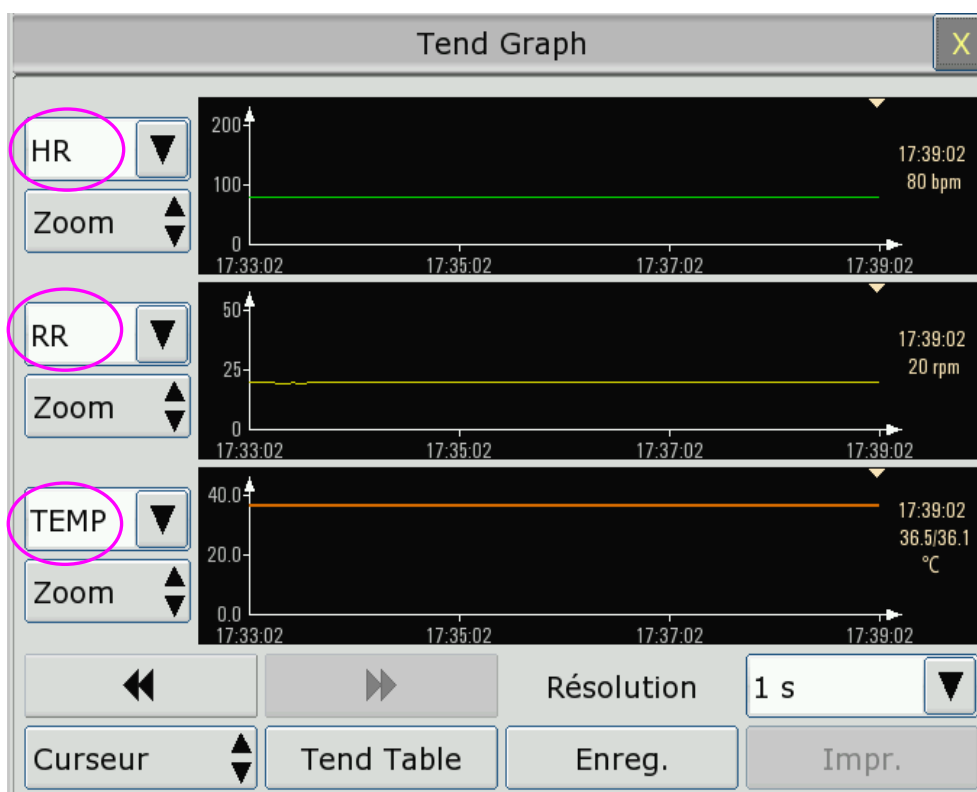 Tend Graph
X
HR
Zoom
200
100
0
17:33:02 17:35:02 17:37:02 17:39:02
17:39:02
80 bpm
RR
Zoom
50
25
0
17:33:02 17:35:02 17:37:02 17:39:02
17:39:02
20 rpm
TEMP
Zoom
40.0
20.0
0.0
17:33:02 17:35:02 17:37:02 17:39:02
17:39:02
36.5/36.1
°C
Résolution 1 s
Curseur Tend Table Enreg. Impr.